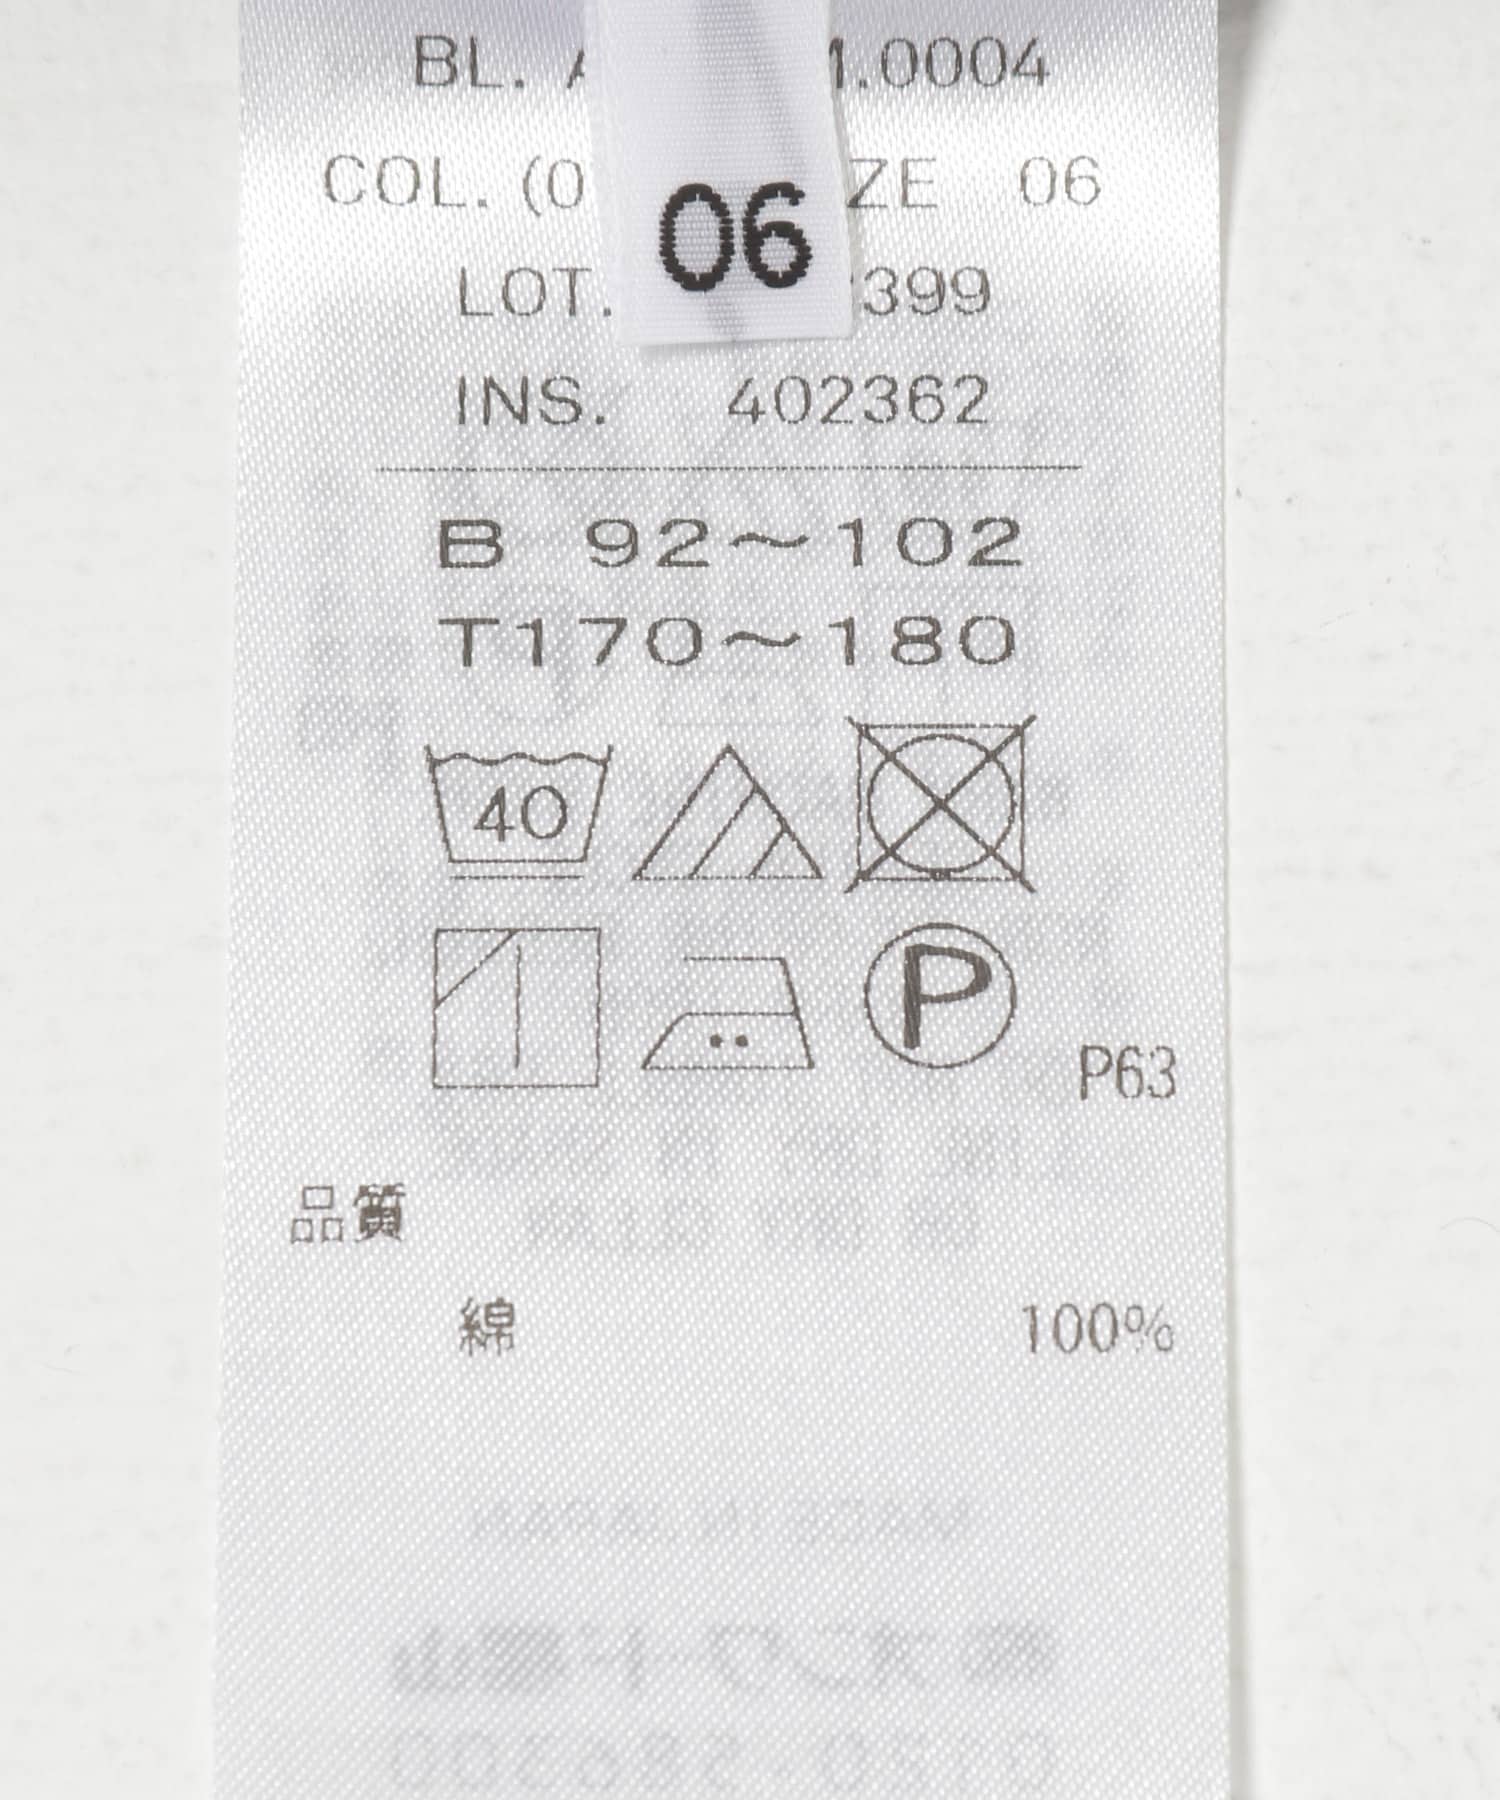 BL. 1.0004
COL. (0 ZE 06
06
LOT. 399
INS. 402362
B 92～102
T170～180
40
P
P63
品質
綿 100%